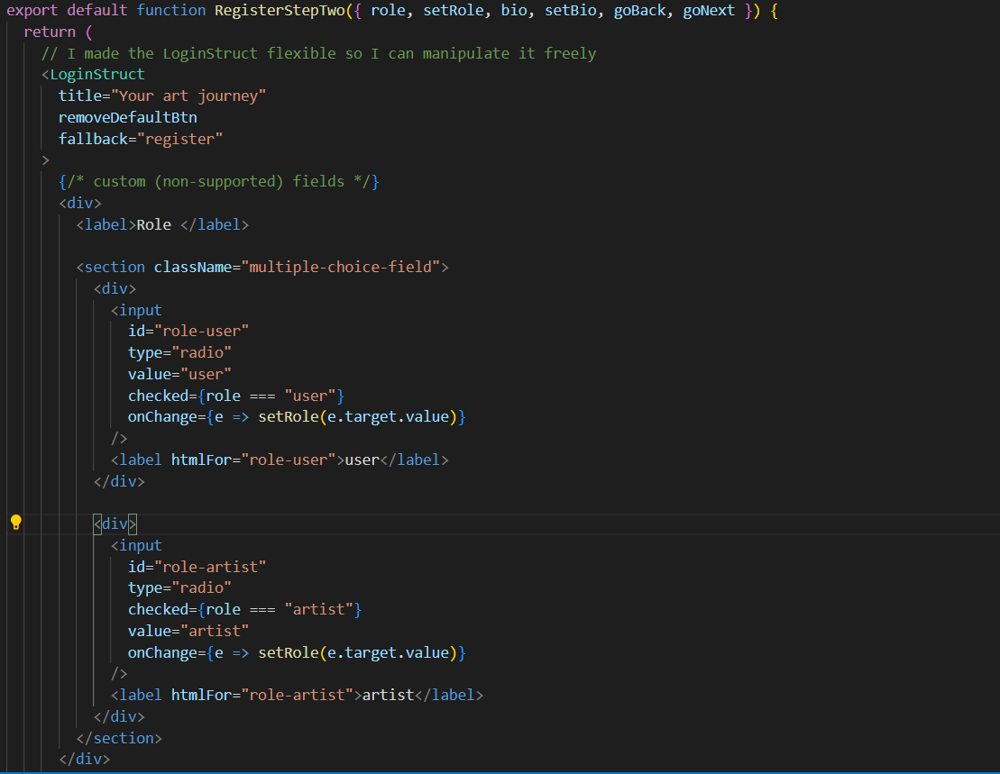 export default function RegisterStepTwo({ role, setRole, bio, setBio, goBack, goNext }) {
  return (
    // I made the LoginStruct flexible so I can manipulate it freely
    <LoginStruct
      title="Your art journey"
      removeDefaultBtn
      fallback="register"
    >
      {/* custom (non-supported) fields */}
      <div>
        <label>Role </label>

        <section className="multiple-choice-field">
          <div>
            <input
              id="role-user"
              type="radio"
              value="user"
              checked={role === "user"}
              onChange={e => setRole(e.target.value)}
            />
            <label htmlFor="role-user">user</label>
          </div>

          <div>
            <input
              id="role-artist"
              type="radio"
              checked={role === "artist"}
              value="artist"
              onChange={e => setRole(e.target.value)}
            />
            <label htmlFor="role-artist">artist</label>
          </div>
        </section>
      </div>